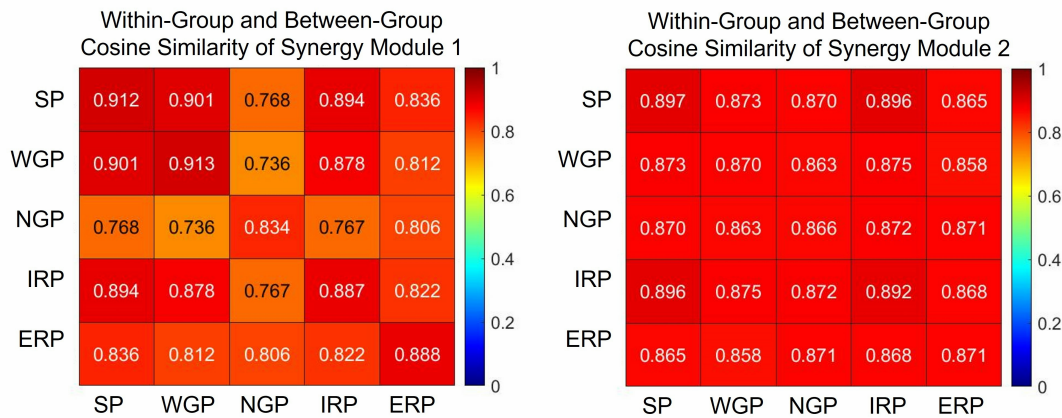 Within-Group and Between-Group
Cosine Similarity of Synergy Module 1
SP 0.912 0.901 0.768 0.894 0.836
WGP 0.901 0.913 0.736 0.878 0.812
NGP 0.768 0.736 0.834 0.767 0.806
IRP 0.894 0.878 0.767 0.887 0.822
ERP 0.836 0.812 0.806 0.822 0.888
SP WGP NGP IRP ERP
1
0.8
0.6
0.4
0.2
0
Within-Group and Between-Group
Cosine Similarity of Synergy Module 2
SP 0.897 0.873 0.870 0.896 0.865
WGP 0.873 0.870 0.863 0.875 0.858
NGP 0.870 0.863 0.866 0.872 0.871
IRP 0.896 0.875 0.872 0.892 0.868
ERP 0.865 0.858 0.871 0.868 0.871
SP WGP NGP IRP ERP
1
0.8
0.6
0.4
0.2
0